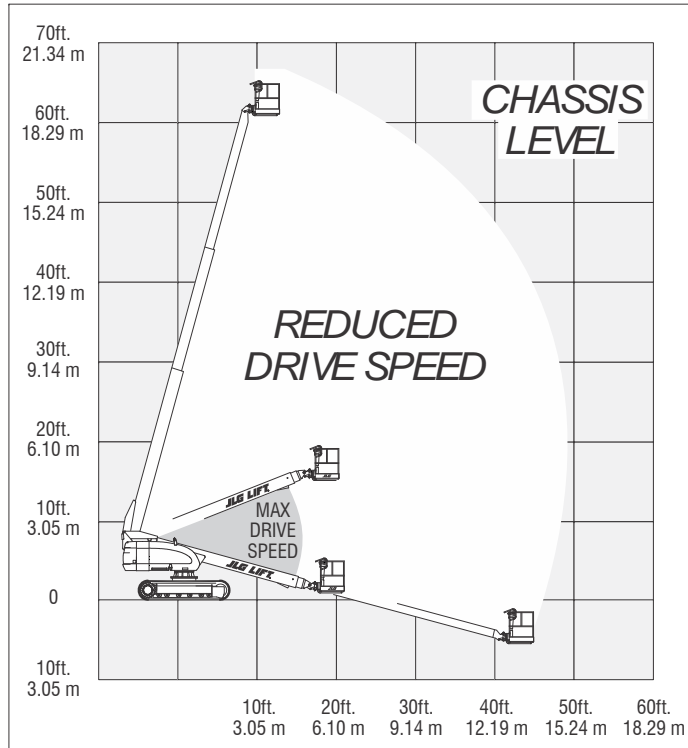 70ft.
21.34 m
60ft.
18.29 m
50ft.
15.24 m
40ft.
12.19 m
30ft.
9.14 m
20ft.
6.10 m
10ft.
3.05 m
0
10ft.
3.05 m
CHASSIS
LEVEL
REDUCED
DRIVE SPEED
JLG LIFT.
MAX
DRIVE
SPEED
JLG LIFT.
10ft. 20ft. 30ft. 40ft. 50ft. 60ft.
3.05 m 6.10 m 9.14 m 12.19 m 15.24 m 18.29 m